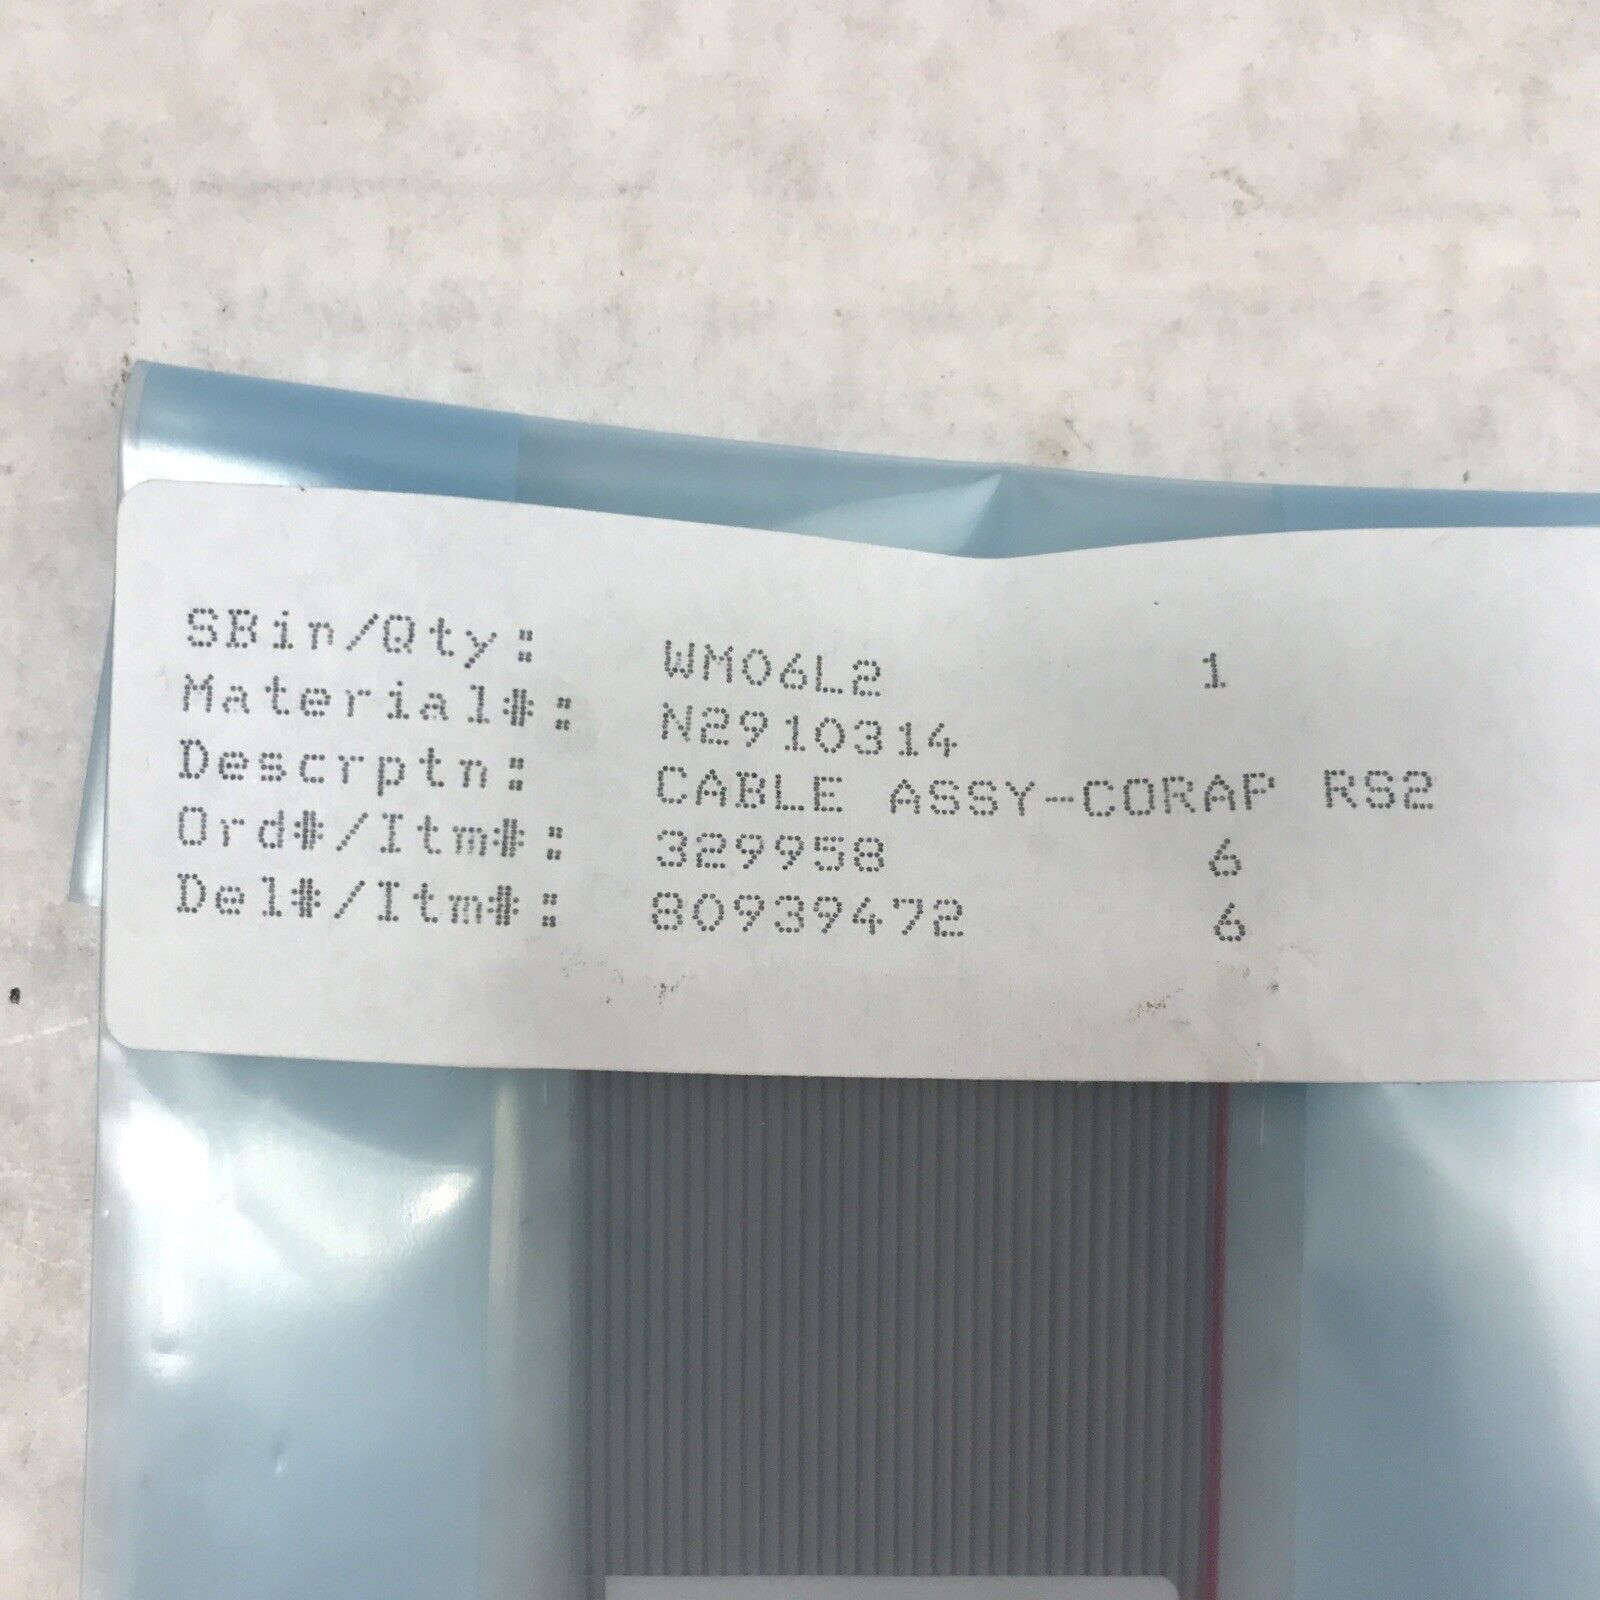 SBin/Qty: WM06L2 1
Material#: N2910314
Descrptn: CABLE ASSY-CORAP RS2
Ord#/Itm#: 329958 6
Del#/Itm#: 80939472 6